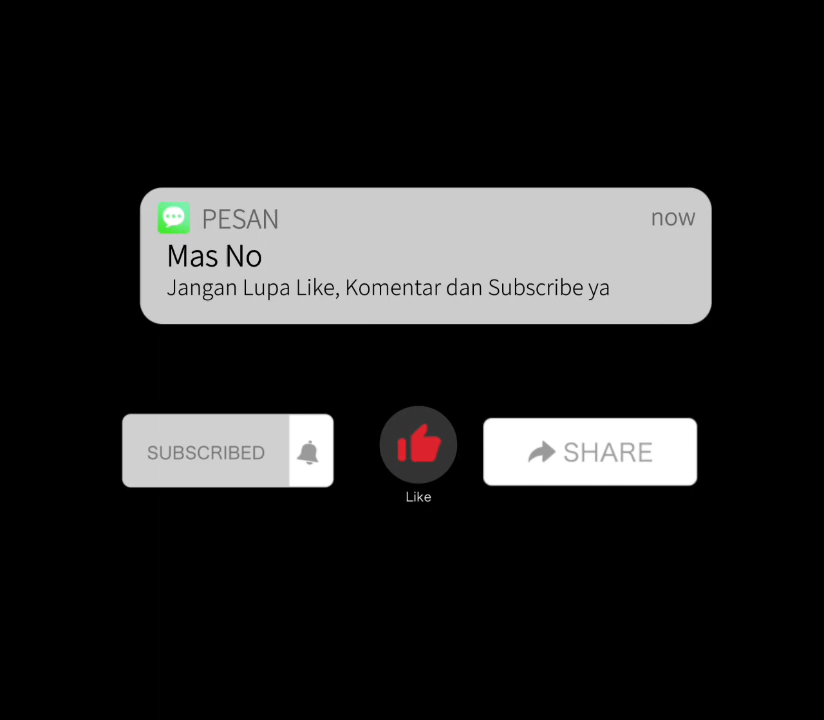 PESAN
now
Mas No
Jangan Lupa Like, Komentar dan Subscribe ya
SUBSCRIBED
SHARE
Like